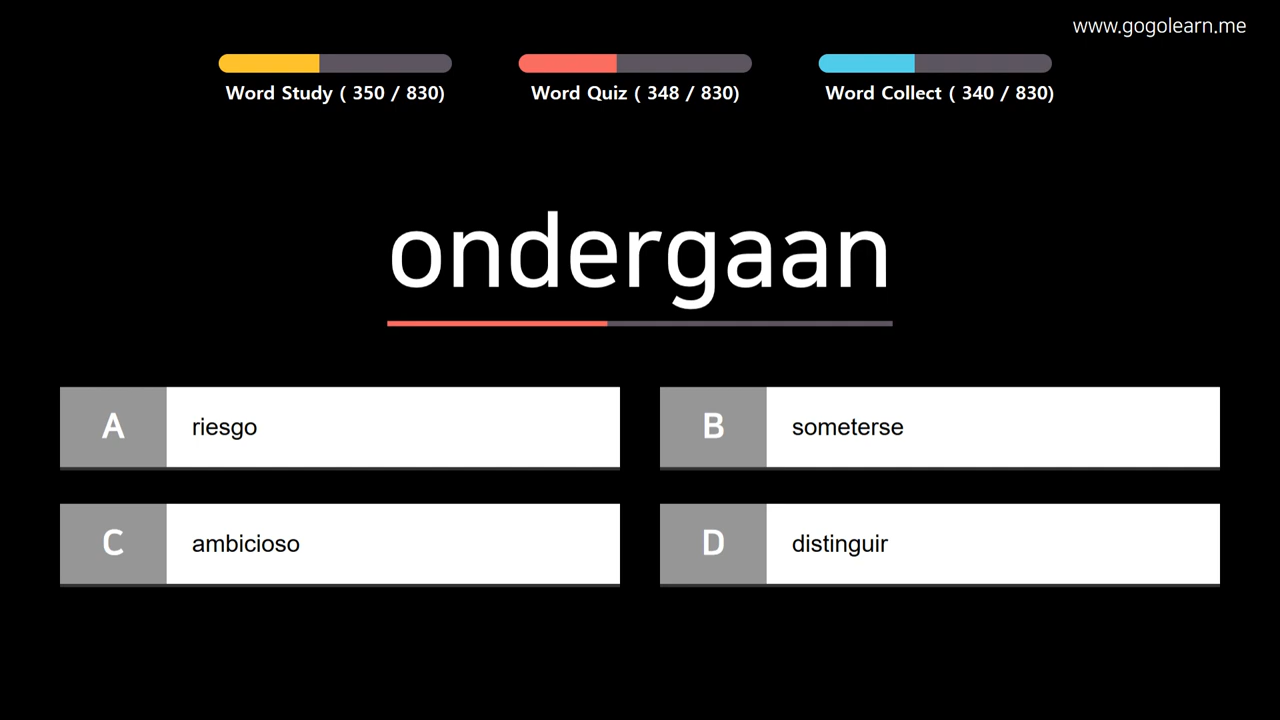 www.gogolearn.me
Word Study ( 350 / 830)
Word Quiz ( 348 / 830)
Word Collect ( 340 / 830)
ondergaan
A riesgo
B someterse
C ambicioso
D distinguir